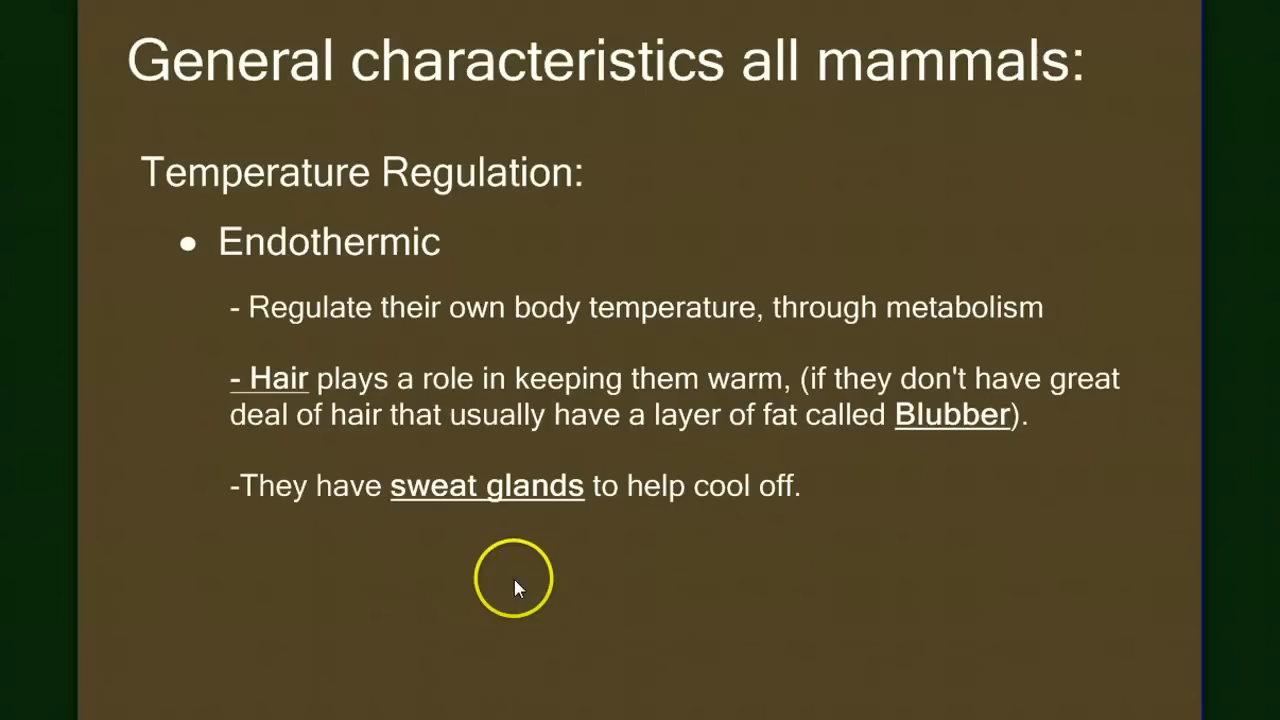 General characteristics all mammals:
Temperature Regulation:
● Endothermic
- Regulate their own body temperature, through metabolism
- Hair plays a role in keeping them warm, (if they don't have great
deal of hair that usually have a layer of fat called Blubber).
-They have sweat glands to help cool off.